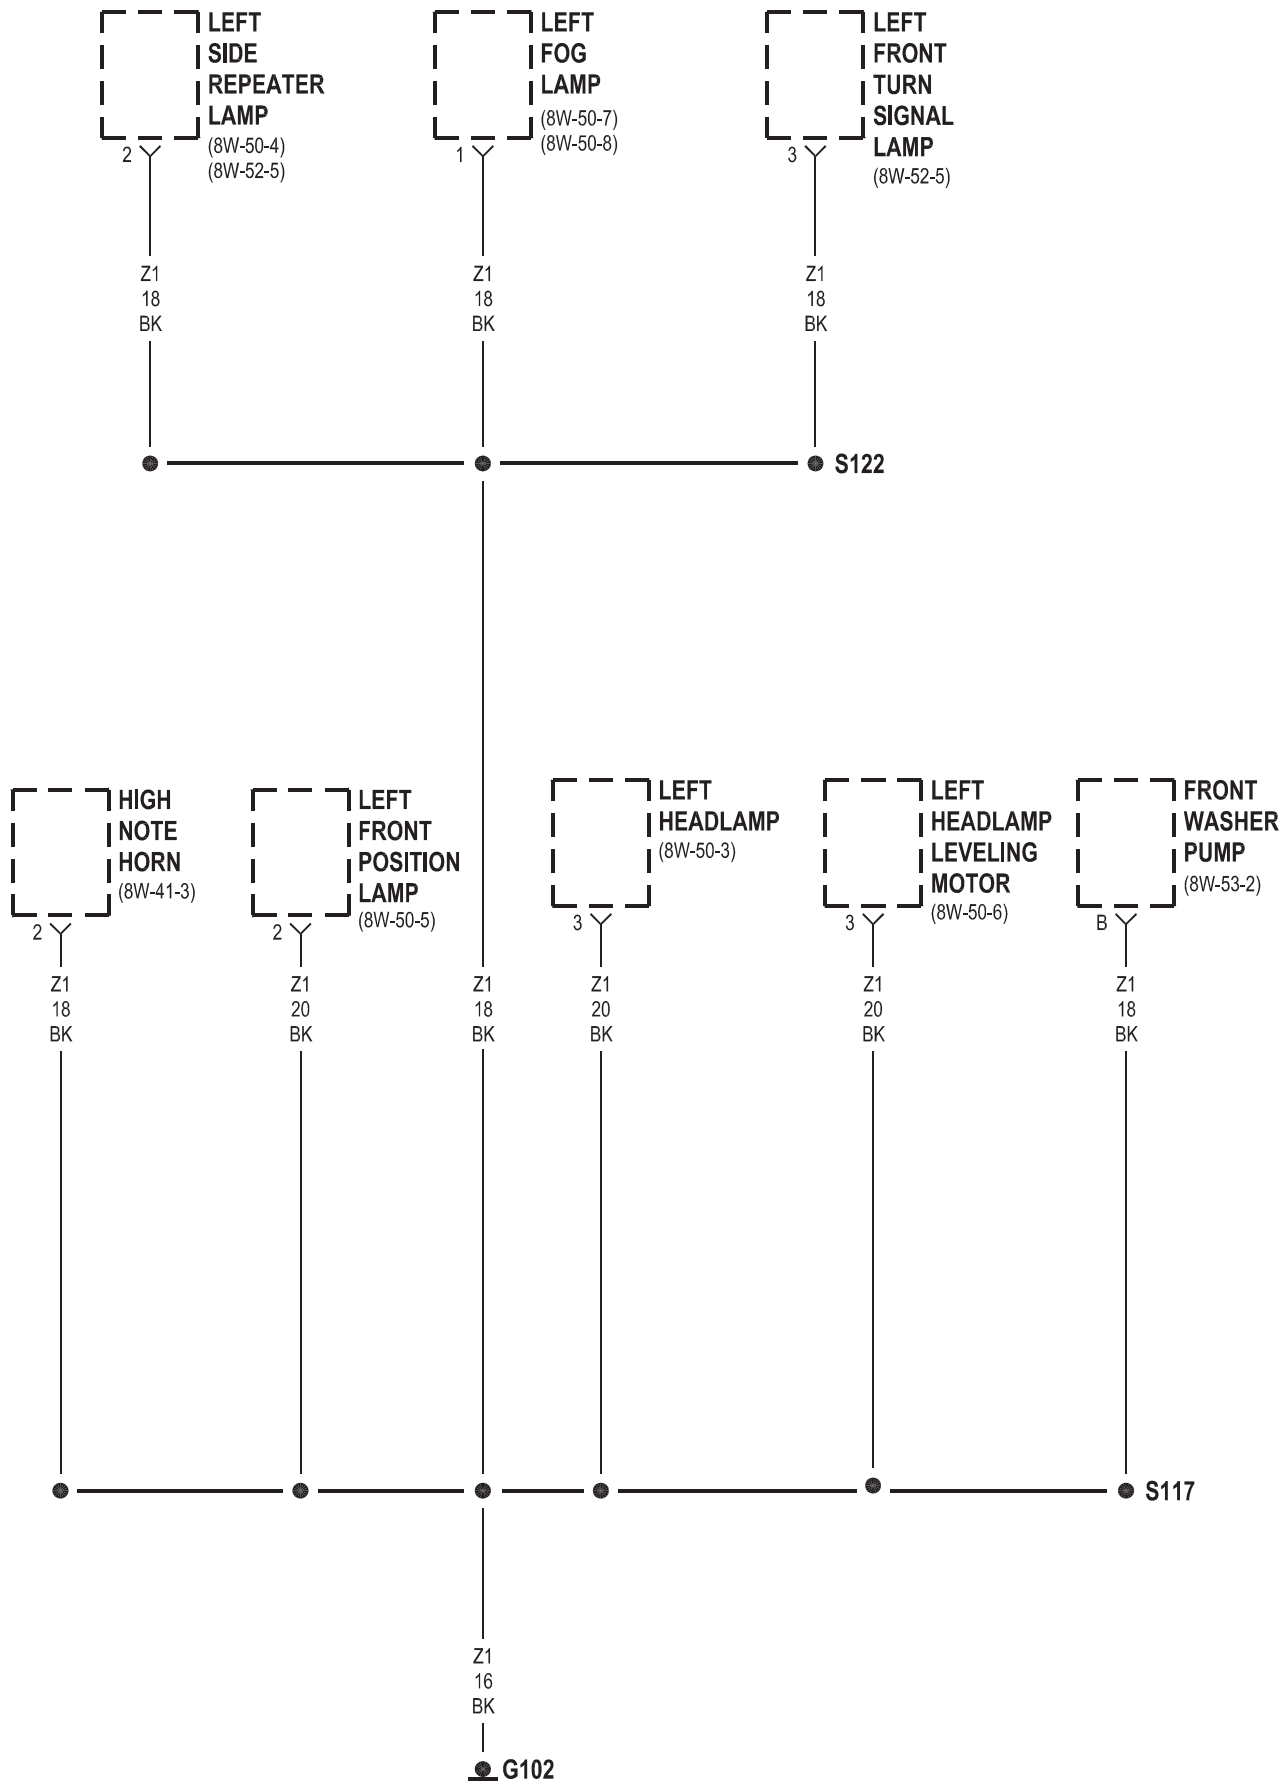 LEFT
SIDE
REPEATER
LAMP
(8W-50-4)
(8W-52-5)
2
LEFT
FOG
LAMP
(8W-50-7)
(8W-50-8)
1
LEFT
FRONT
TURN
SIGNAL
LAMP
(8W-52-5)
3
Z1
18
BK
Z1
18
BK
Z1
18
BK
S122
HIGH
NOTE
HORN
(8W-41-3)
2
LEFT
FRONT
POSITION
LAMP
(8W-50-5)
2
LEFT
HEADLAMP
(8W-50-3)
3
LEFT
HEADLAMP
LEVELING
MOTOR
(8W-50-6)
3
FRONT
WASHER
PUMP
(8W-53-2)
B
Z1
18
BK
Z1
20
BK
Z1
18
BK
Z1
20
BK
Z1
20
BK
Z1
18
BK
S117
Z1
16
BK
G102